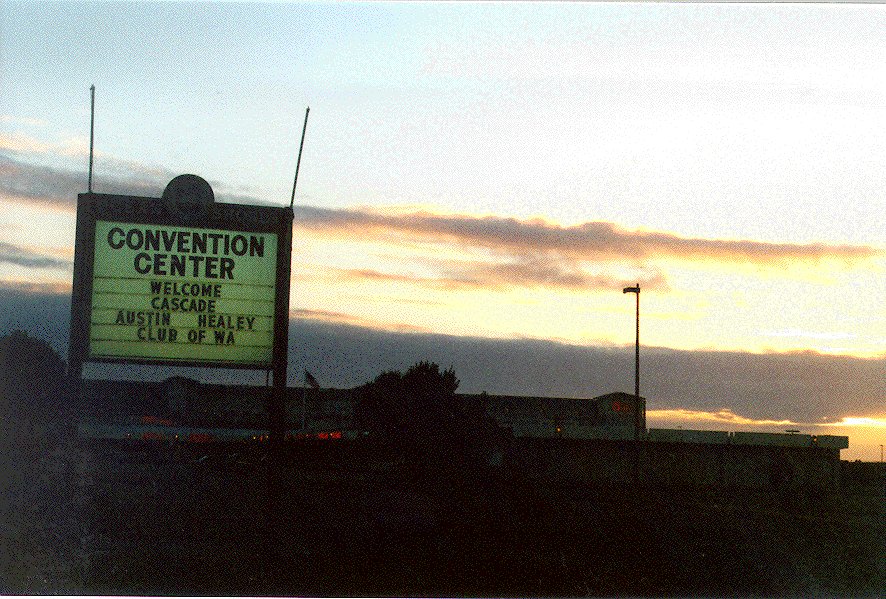 CONVENTION
CENTER
WELCOME
CASCADE
AUSTIN HEALEY
CLUB OF WA